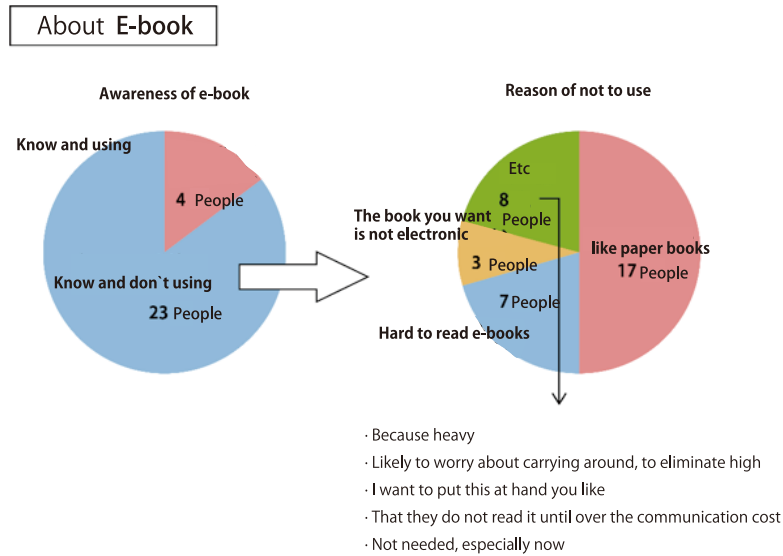 About E-book
Awareness of e-book
Know and using
4 People
Know and don`t using
23 People
Reason of not to use
Etc
8
People
The book you want
is not electronic
3 People
like paper books
17 People
7 People
Hard to read e-books
· Because heavy
· Likely to worry about carrying around, to eliminate high
· I want to put this at hand you like
· That they do not read it until over the communication cost
· Not needed, especially now